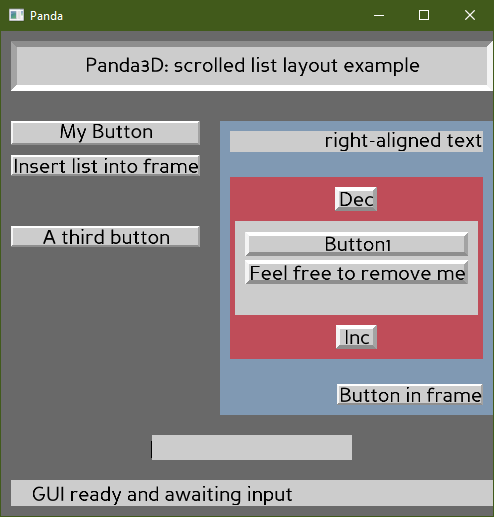 Panda
Panda3D: scrolled list layout example
My Button
Insert list into frame
A third button
right-aligned text
Dec
Button1
Feel free to remove me
Inc
Button in frame
GUI ready and awaiting input